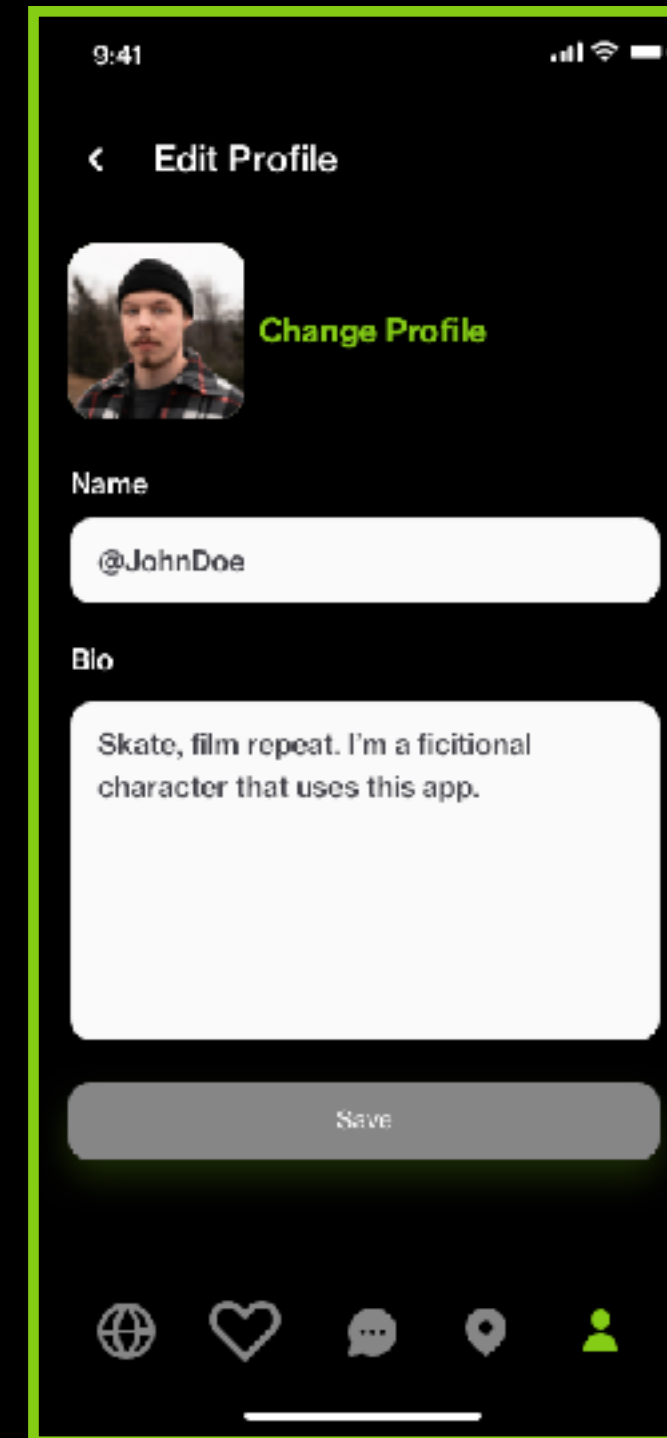 9:41
Edit Profile
Change Profile
Name
@JohnDoe
Bio
Skate, film repeat. I'm a ficitional
character that uses this app.
Save